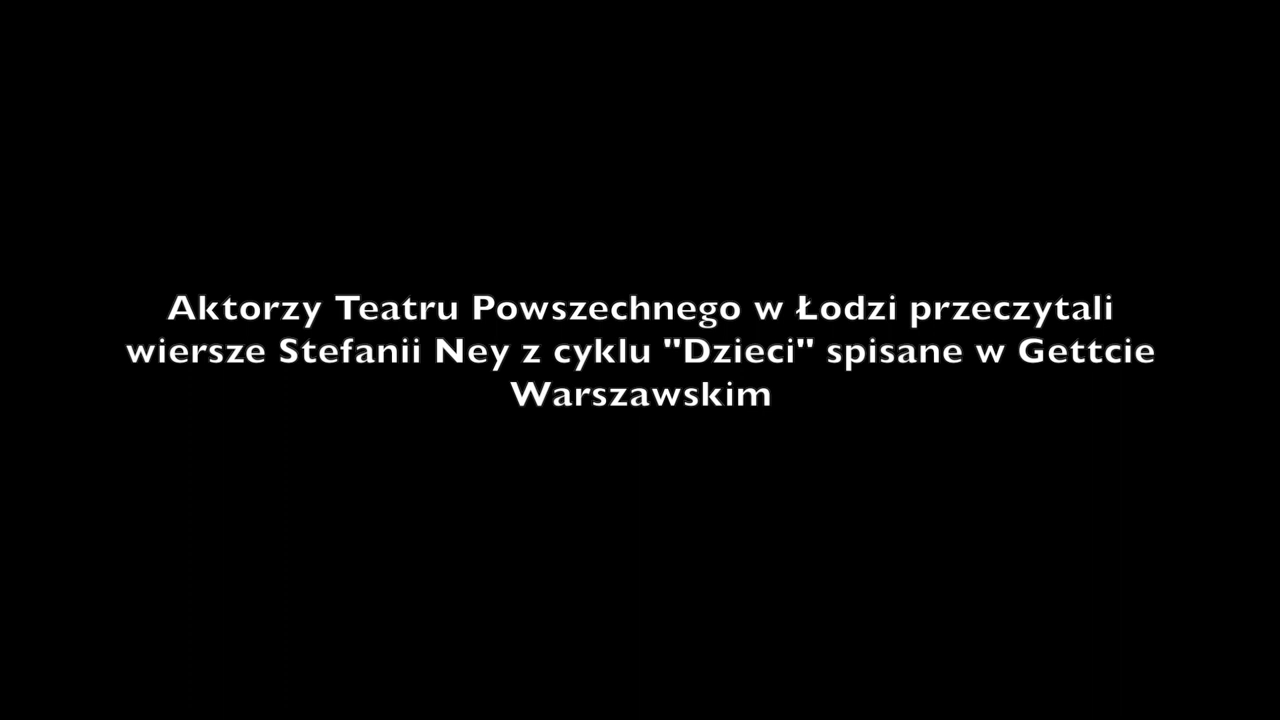 Aktorzy Teatru Powszechnego w Łodzi przeczytali
wiersze Stefanii Ney z cyklu "Dzieci" spisane w Gettcie
Warszawskim